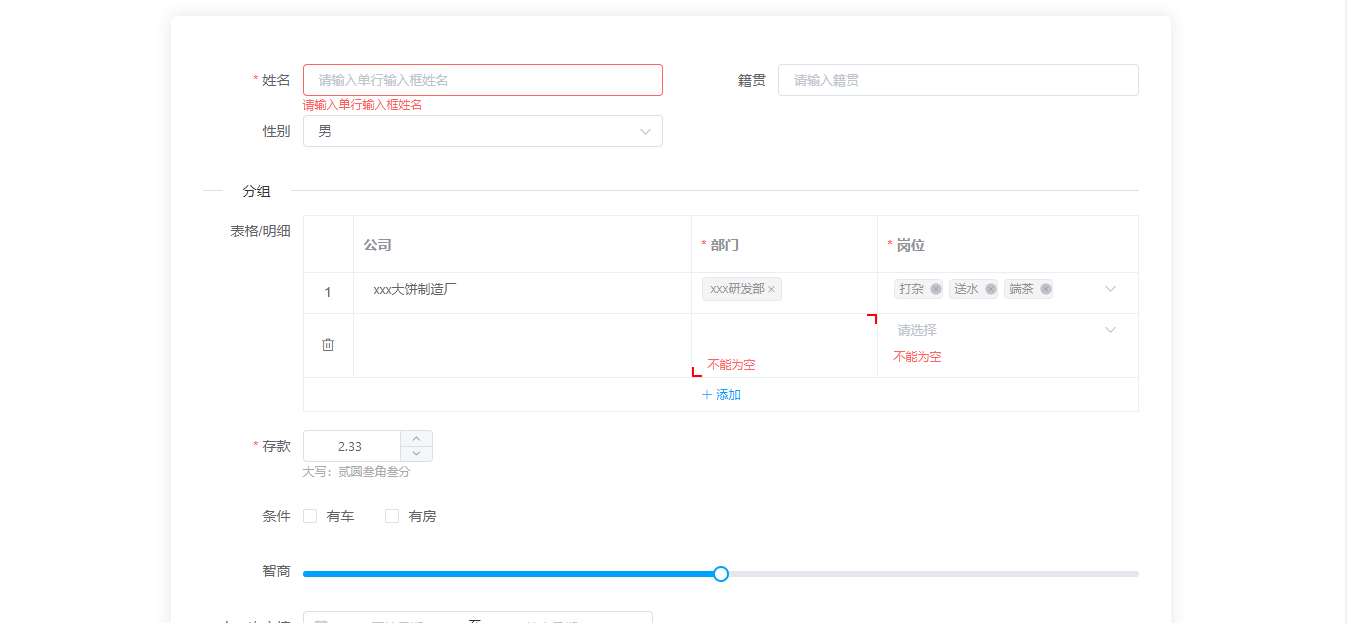 * 姓名 请输入单行输入框姓名 籍贯 请输入籍贯
请输入单行输入框姓名
性别 男
分组
表格/明细 公司 * 部门 * 岗位
1 xxx大饼制造厂 xxx研发部 × 打杂 送水 端茶
请选择
不能为空 不能为空
+ 添加
* 存款 2.33
大写：贰圆叁角叁分
条件 有车 有房
智商
至